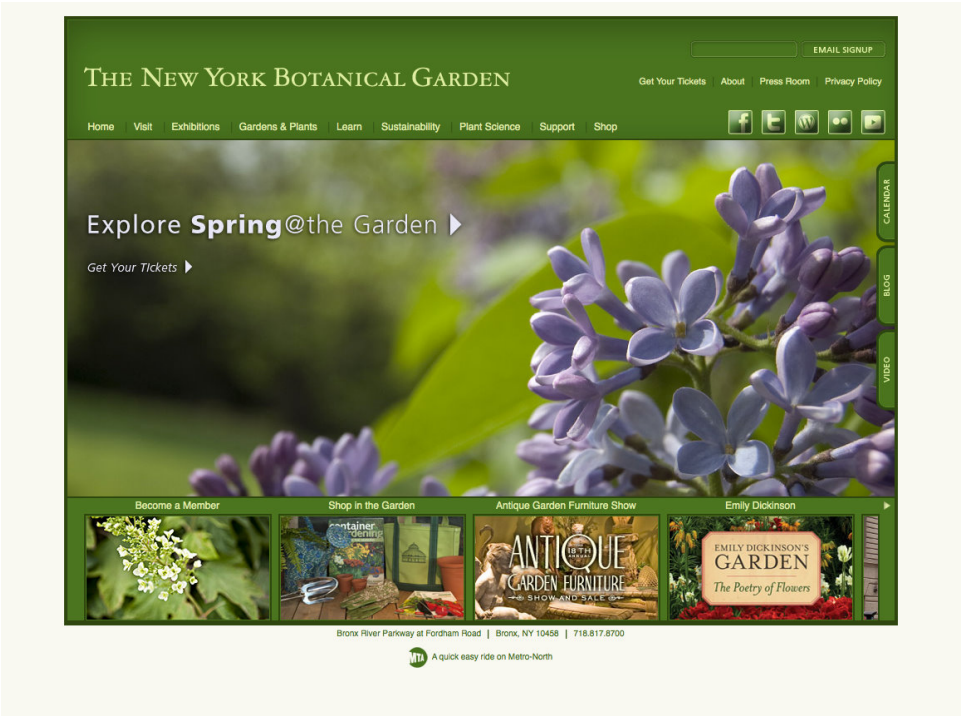 EMAIL SIGNUP
THE NEW YORK BOTANICAL GARDEN
Get Your Tickets About Press Room Privacy Policy
Home Visit Exhibitions Gardens & Plants Learn Sustainability Plant Science Support Shop
CALENDAR
Explore Spring@the Garden
Get Your Tickets
BLOG
VIDEO
Become a Member Shop in the Garden Antique Garden Furniture Show Emily Dickinson
container
gardening
18TH
ANNUAL
ANTIQUE
GARDEN FURNITURE
SHOW AND SALE
EMILY DICKINSON'S
GARDEN
The Poetry of Flowers
Bronx River Parkway at Fordham Road | Bronx, NY 10458 | 718.817.8700
MTA A quick easy ride on Metro-North